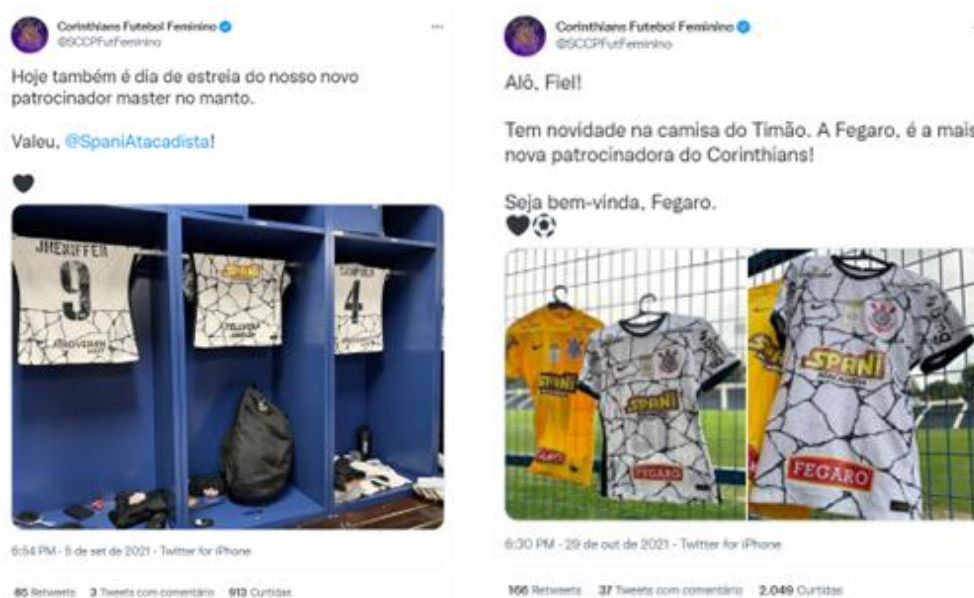 Corinthians Futebol Feminino
@SCCPFutFeminino
Hoje também é dia de estreia do nosso novo
patrocinador master no manto.
Valeu, @SpaniAtacadista!
JHENIFFER
9
SPANI
4
6:54 PM - 5 de set de 2021 - Twitter for iPhone
85 Retweets 3 Tweets com comentário 913 Curtidas
Corinthians Futebol Feminino
@SCCPFutFeminino
Alô, Fiel!
Tem novidade na camisa do Timão. A Fegaro, é a mais
nova patrocinadora do Corinthians!
Seja bem-vinda, Fegaro.
SPANI
SPANI
FEGARO
SPANI
FEGARO
6:30 PM - 29 de out de 2021 - Twitter for iPhone
166 Retweets 37 Tweets com comentário 2.049 Curtidas